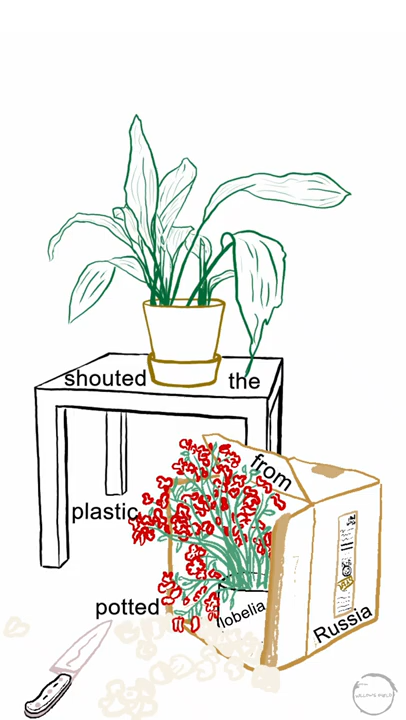 shouted the
from
plastic
potted
lobelia
Russia